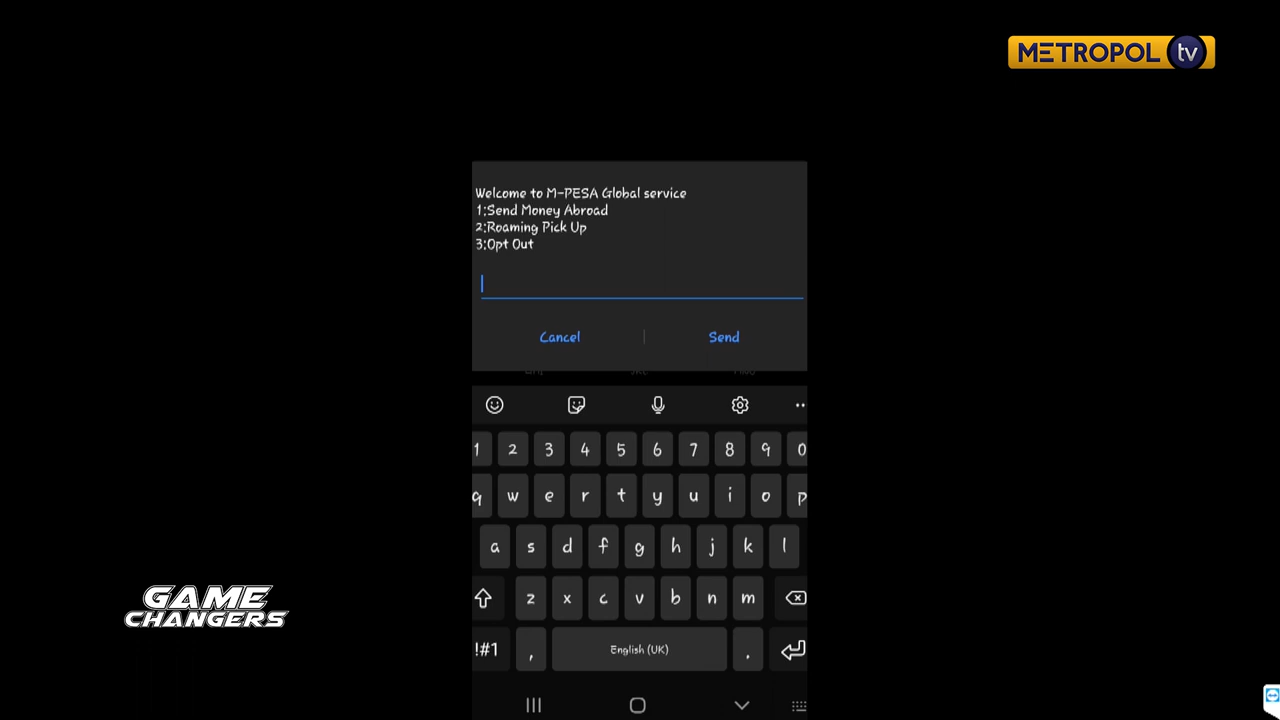 METROPOL tv
Welcome to M-PESA Global service
1:Send Money Abroad
2:Roaming Pick Up
3:Opt Out
Cancel
Send
1 2 3 4 5 6 7 8 9 0
q w e r t y u i o p
a s d f g h j k l
z x c v b n m
GAME
CHANGERS
!#1 , English (UK) .